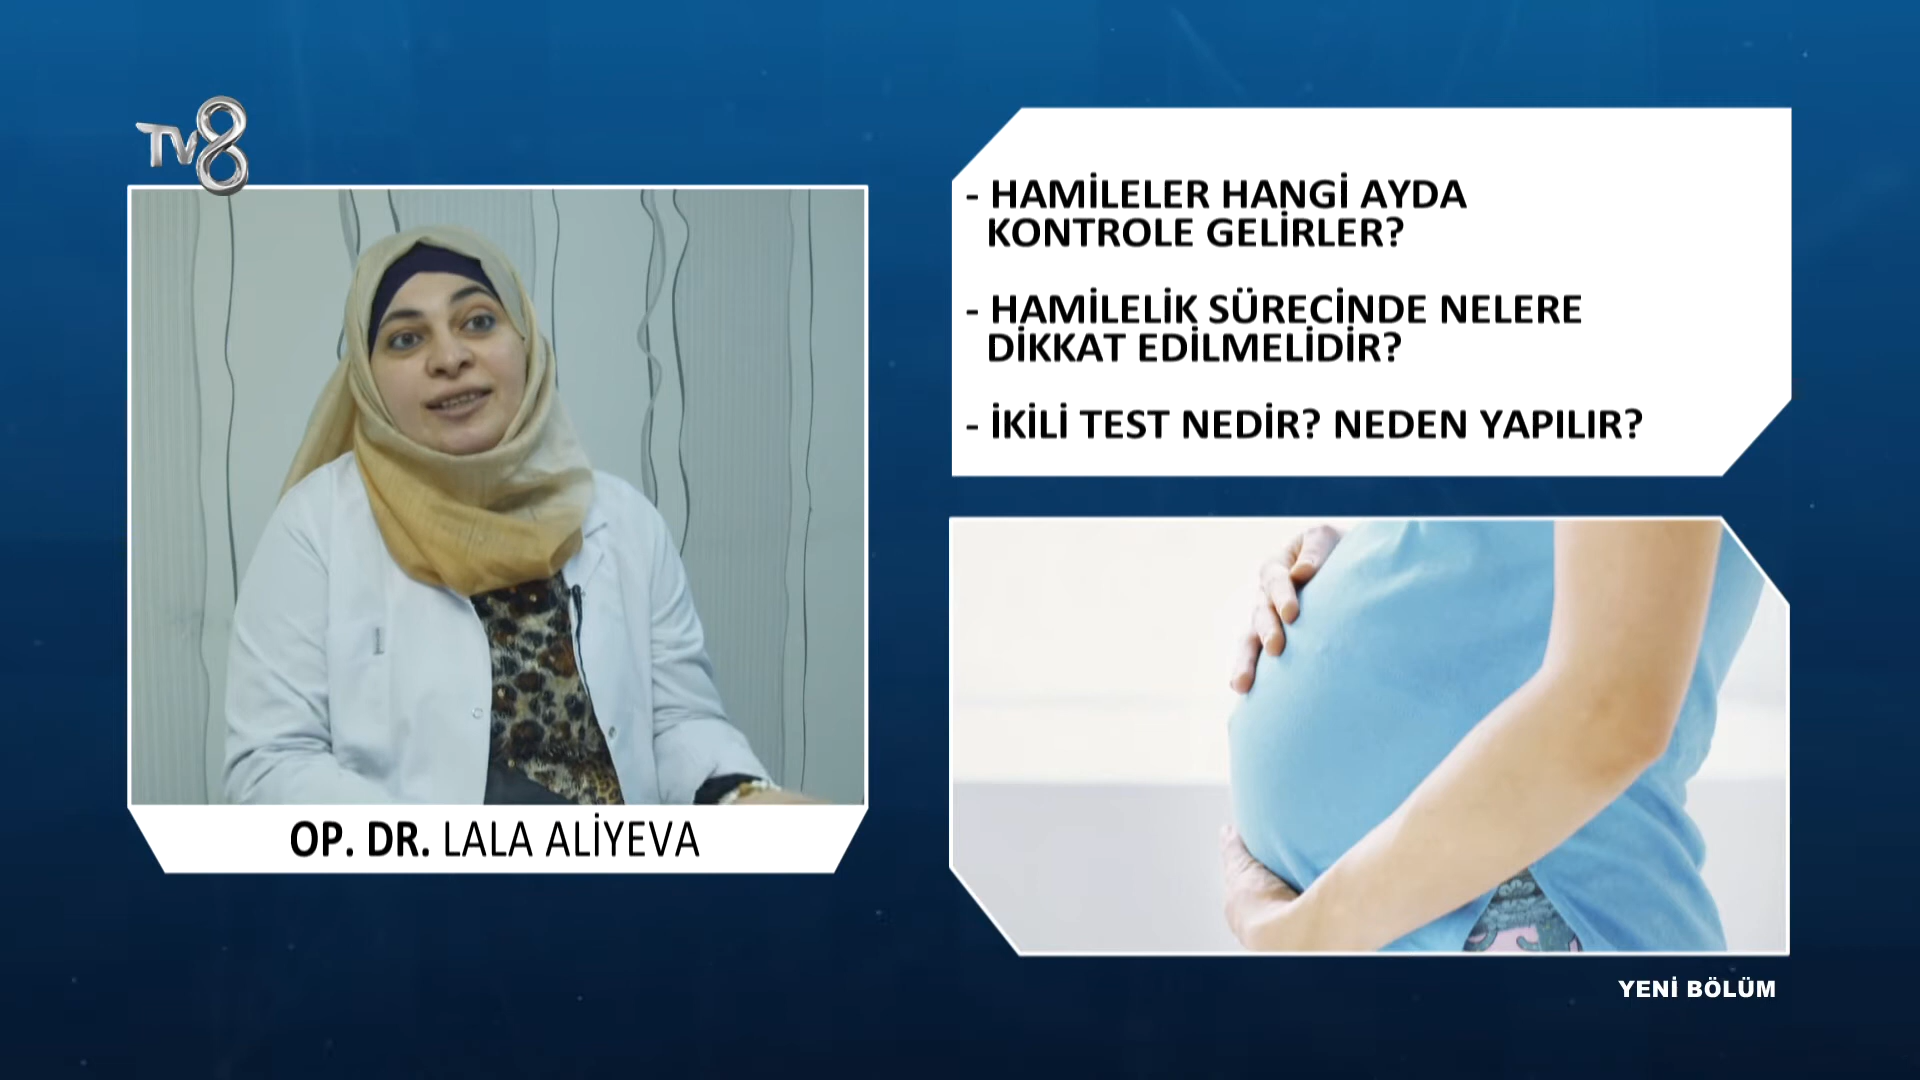 TV8
- HAMİLELER HANGİ AYDA
KONTROLE GELİRLER?
- HAMİLELİK SÜRECİNDE NELERE
DİKKAT EDİLMELİDİR?
- İKİLİ TEST NEDİR? NEDEN YAPILIR?
OP. DR. LALA ALİYEVA
YENİ BÖLÜM